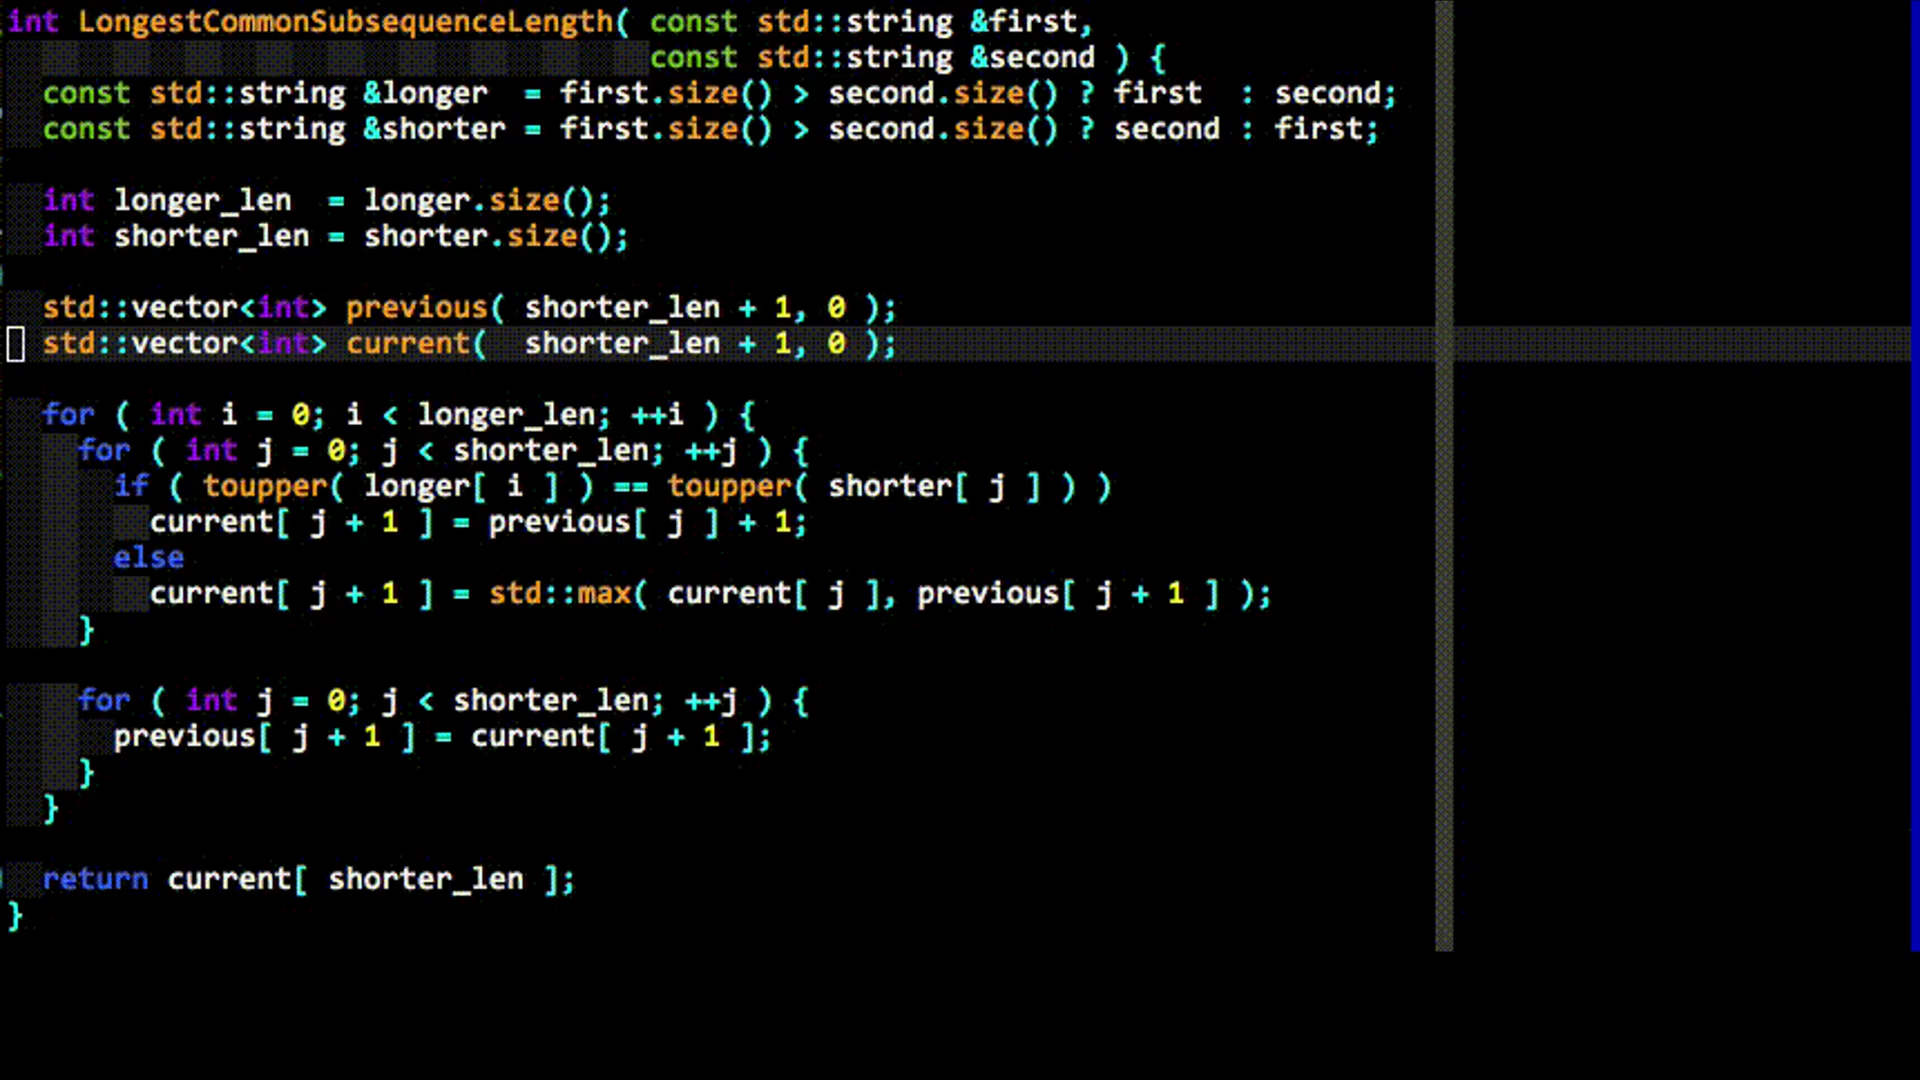 int LongestCommonSubsequenceLength( const std::string &first,
                                    const std::string &second ) {
  const std::string &longer  = first.size() > second.size() ? first  : second;
  const std::string &shorter = first.size() > second.size() ? second : first;

  int longer_len  = longer.size();
  int shorter_len = shorter.size();

  std::vector<int> previous( shorter_len + 1, 0 );
  std::vector<int> current(  shorter_len + 1, 0 );

  for ( int i = 0; i < longer_len; ++i ) {
    for ( int j = 0; j < shorter_len; ++j ) {
      if ( toupper( longer[ i ] ) == toupper( shorter[ j ] ) )
        current[ j + 1 ] = previous[ j ] + 1;
      else
        current[ j + 1 ] = std::max( current[ j ], previous[ j + 1 ] );
    }

    for ( int j = 0; j < shorter_len; ++j ) {
      previous[ j + 1 ] = current[ j + 1 ];
    }
  }

  return current[ shorter_len ];
}